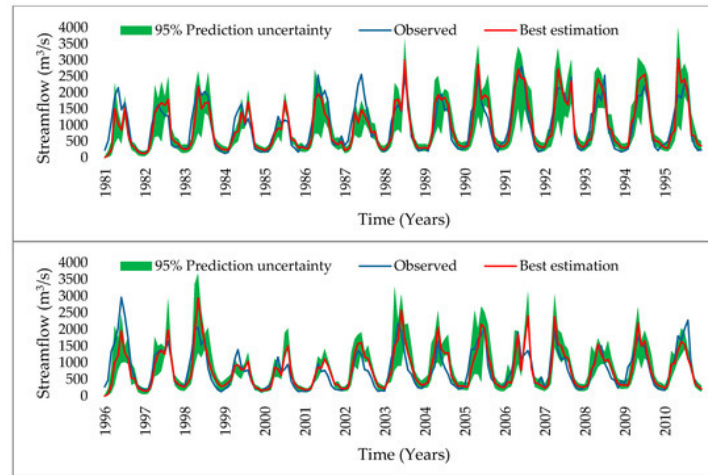 95% Prediction uncertainty Observed Best estimation
Streamflow (m³/s)
4000
3500
3000
2500
2000
1500
1000
500
0
1981 1982 1983 1984 1985 1986 1987 1988 1989 1990 1991 1992 1993 1994 1995
Time (Years)
95% Prediction uncertainty Observed Best estimation
Streamflow (m³/s)
4000
3500
3000
2500
2000
1500
1000
500
0
1996 1997 1998 1999 2000 2001 2002 2003 2004 2005 2006 2007 2008 2009 2010
Time (Years)